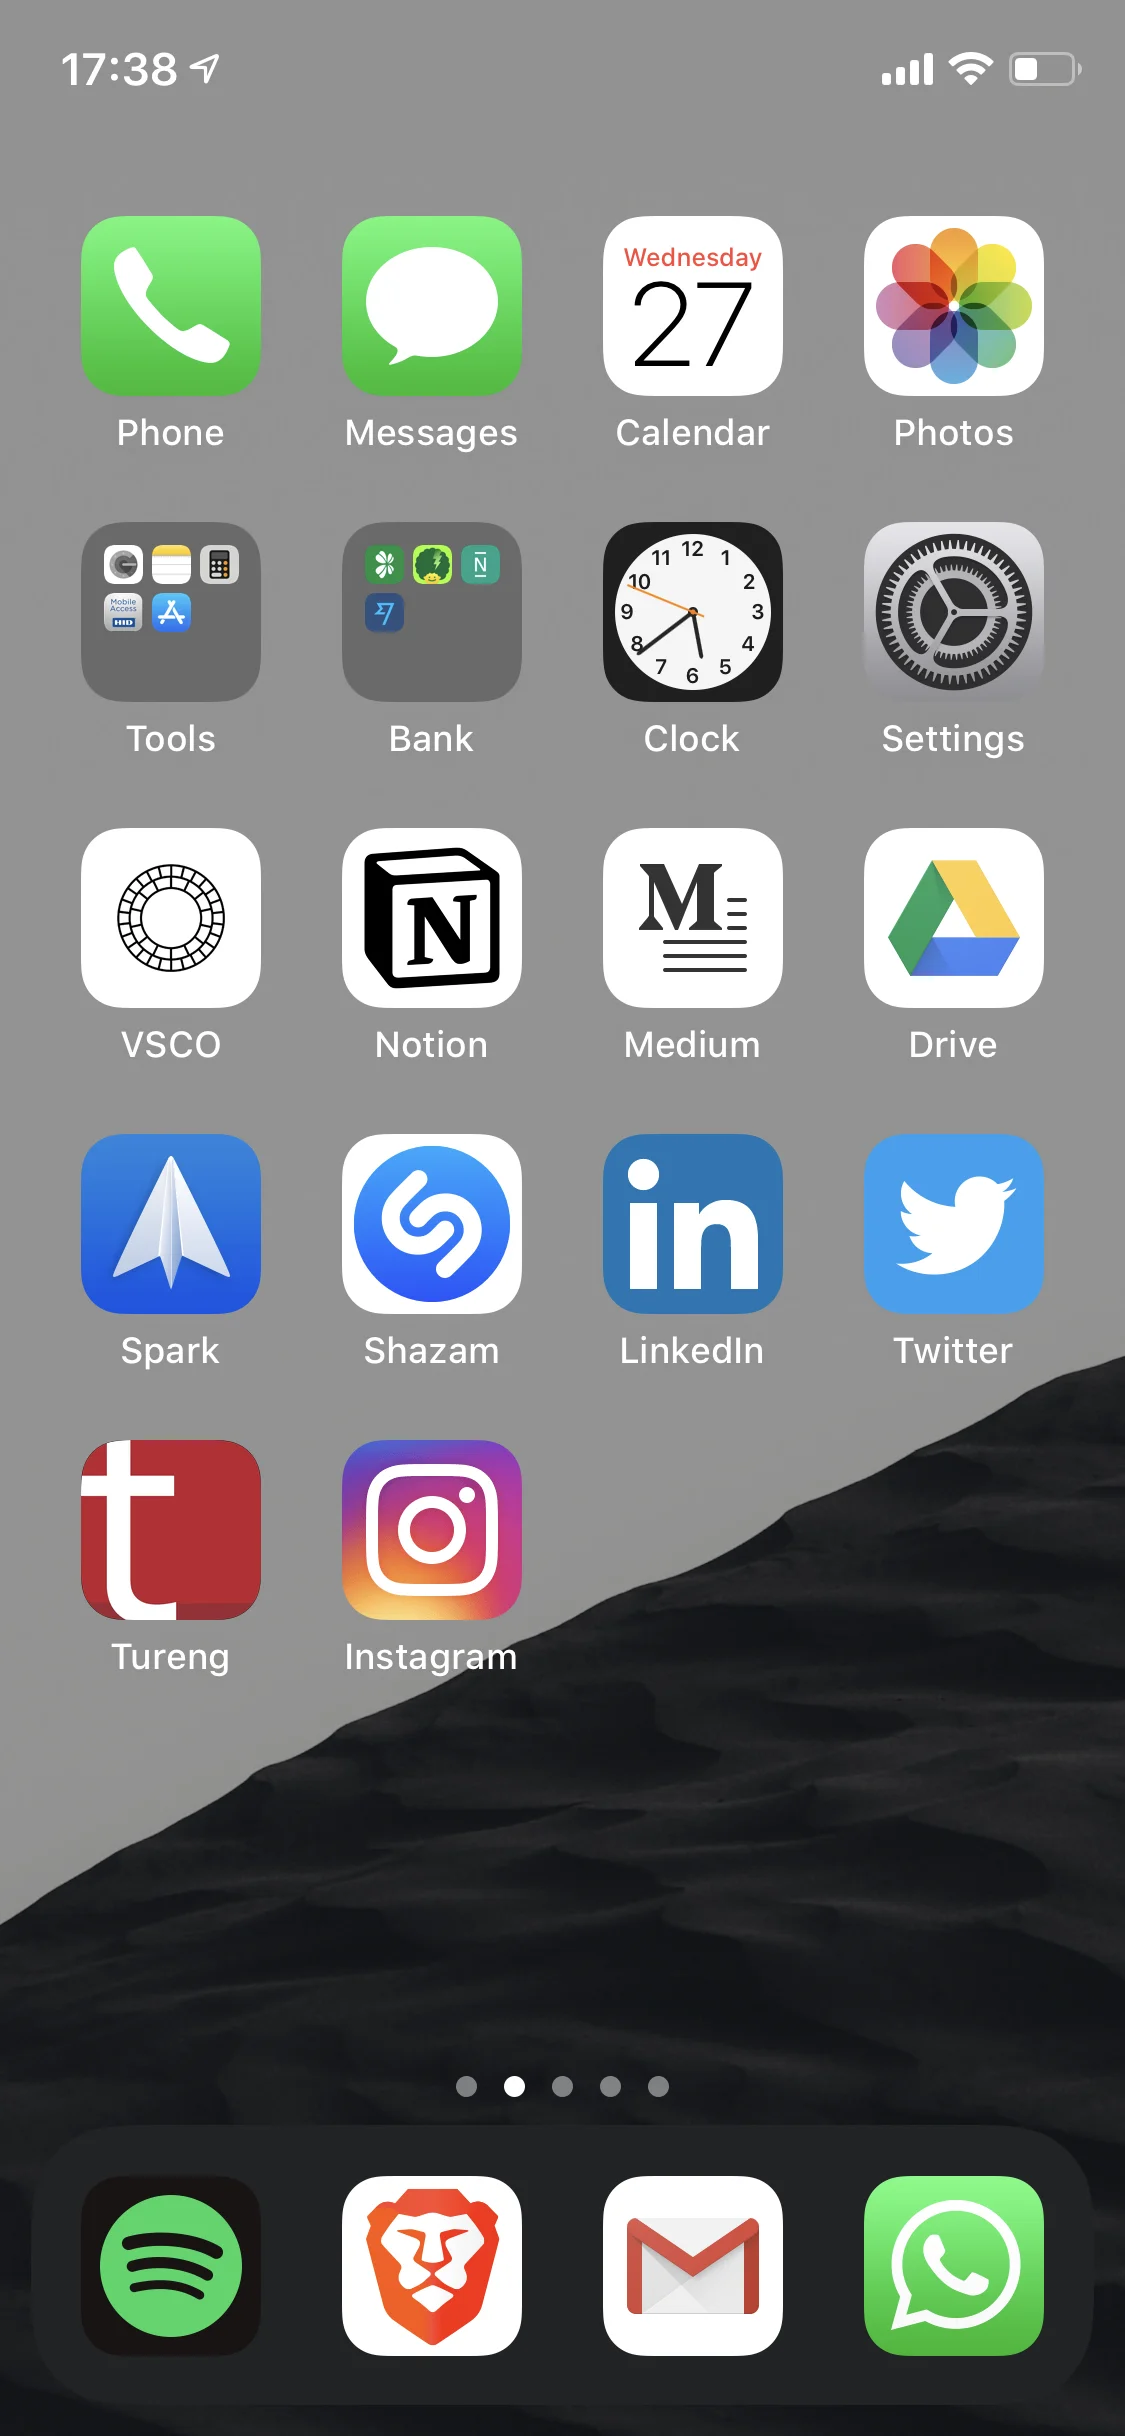 17:38
Wednesday
27
Phone
Messages
Calendar
Photos
Mobile
Access
HID
N
12
11
1
10
2
9
3
8
4
7
5
6
Tools
Bank
Clock
Settings
N
M
VSCO
Notion
Medium
Drive
in
Spark
Shazam
LinkedIn
Twitter
t
Tureng
Instagram